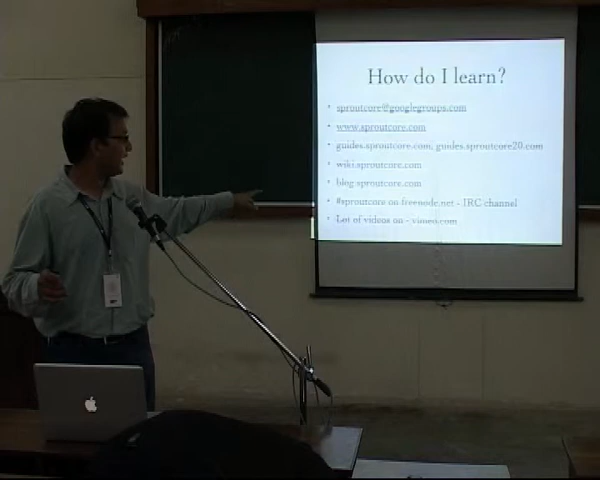 How do I learn?
sproutcore@googlegroups.com
www.sproutcore.com
guides.sproutcore.com, guides.sproutcore20.com
wiki.sproutcore.com
blog.sproutcore.com
#sproutcore on freenode.net - IRC channel
Lot of videos on - vimeo.com